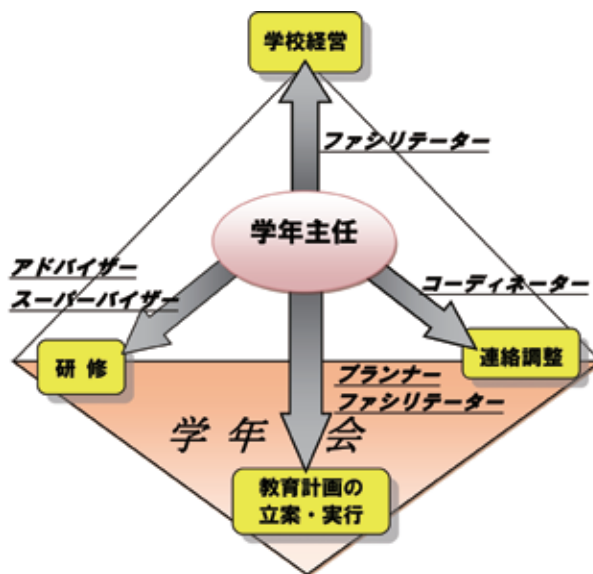 学校経営
ファシリテーター
学年主任
アドバイザー
スーパーバイザー
コーディネーター
研 修
連絡調整
プランナー
ファシリテーター
学 年 会
教育計画の
立案・実行